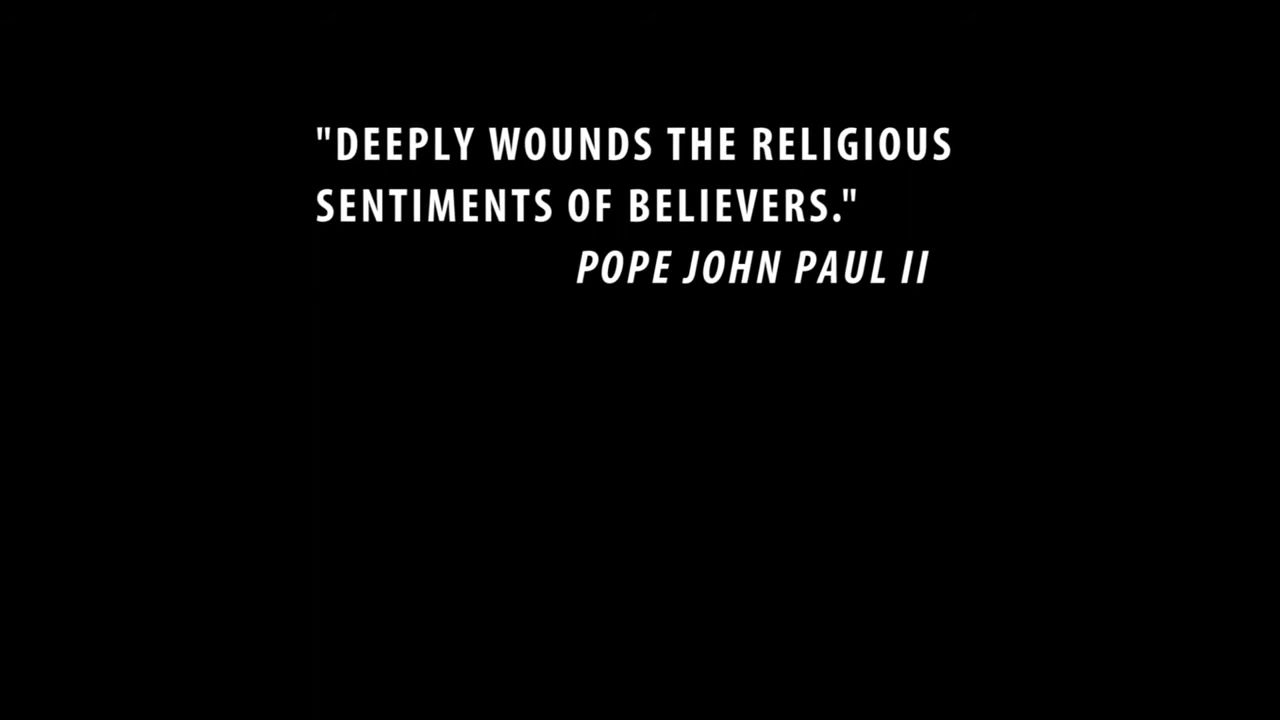 "DEEPLY WOUNDS THE RELIGIOUS
SENTIMENTS OF BELIEVERS."
POPE JOHN PAUL II